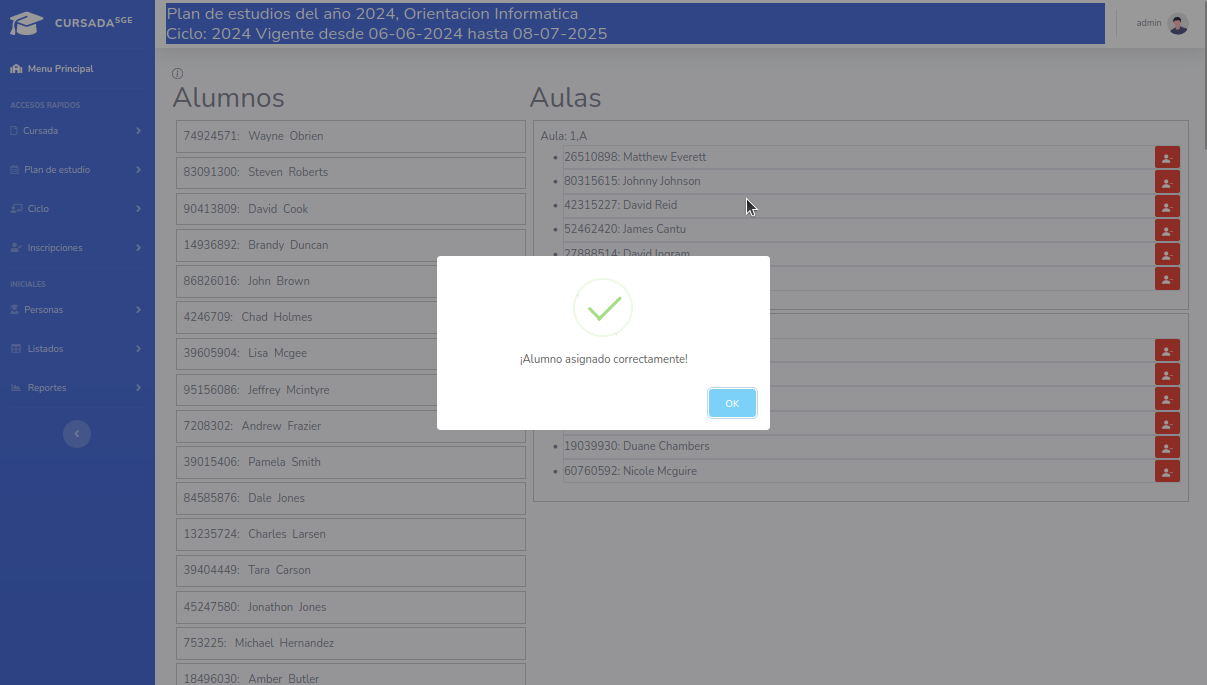 CURSADA SGE
Menu Principal
ACCESOS RAPIDOS
Cursada
Plan de estudio
Ciclo
Inscripciones
INICIALES
Personas
Listados
Reportes
Plan de estudios del año 2024, Orientacion Informatica
Ciclo: 2024 Vigente desde 06-06-2024 hasta 08-07-2025
admin
Alumnos
74924571: Wayne Obrien
83091300: Steven Roberts
90413809: David Cook
14936892: Brandy Duncan
86826016: John Brown
4246709: Chad Holmes
39605904: Lisa Mcgee
95156086: Jeffrey Mcintyre
7208302: Andrew Frazier
39015406: Pamela Smith
84585876: Dale Jones
13235724: Charles Larsen
39404449: Tara Carson
45247580: Jonathon Jones
753225: Michael Hernandez
18496030: Amber Butler
Aulas
Aula: 1,A
26510898: Matthew Everett
80315615: Johnny Johnson
42315227: David Reid
52462420: James Cantu
27888514: David Ingram
19039930: Duane Chambers
60760592: Nicole Mcguire
¡Alumno asignado correctamente!
OK